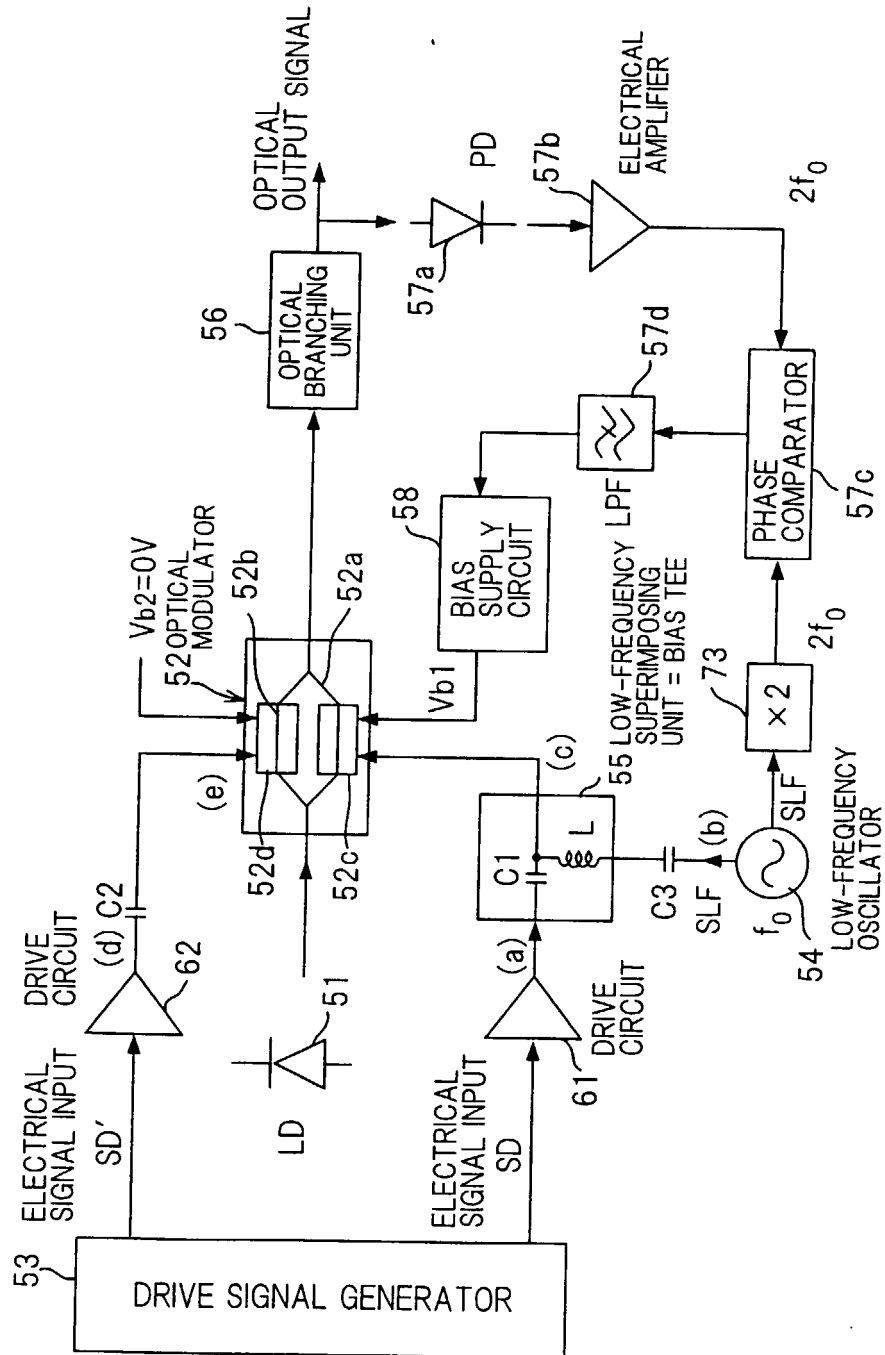 53
DRIVE SIGNAL GENERATOR
ELECTRICAL
SIGNAL INPUT
SD'
DRIVE
CIRCUIT
62
(d)
C2
(e)
Vb2=0V
52 OPTICAL
MODULATOR
52b
52a
52d
52c
LD
51
56
OPTICAL
BRANCHING
UNIT
OPTICAL
OUTPUT SIGNAL
57a
PD
57b
ELECTRICAL
AMPLIFIER
2f0
57d
LPF
58
BIAS
SUPPLY
CIRCUIT
Vb1
PHASE
COMPARATOR
57c
ELECTRICAL
SIGNAL INPUT
SD
61
DRIVE
CIRCUIT
(a)
C1
L
(c)
55 LOW-FREQUENCY
SUPERIMPOSING
UNIT = BIAS TEE
C3
SLF
(b)
f0
54
LOW-FREQUENCY
OSCILLATOR
SLF
73
×2
2f0